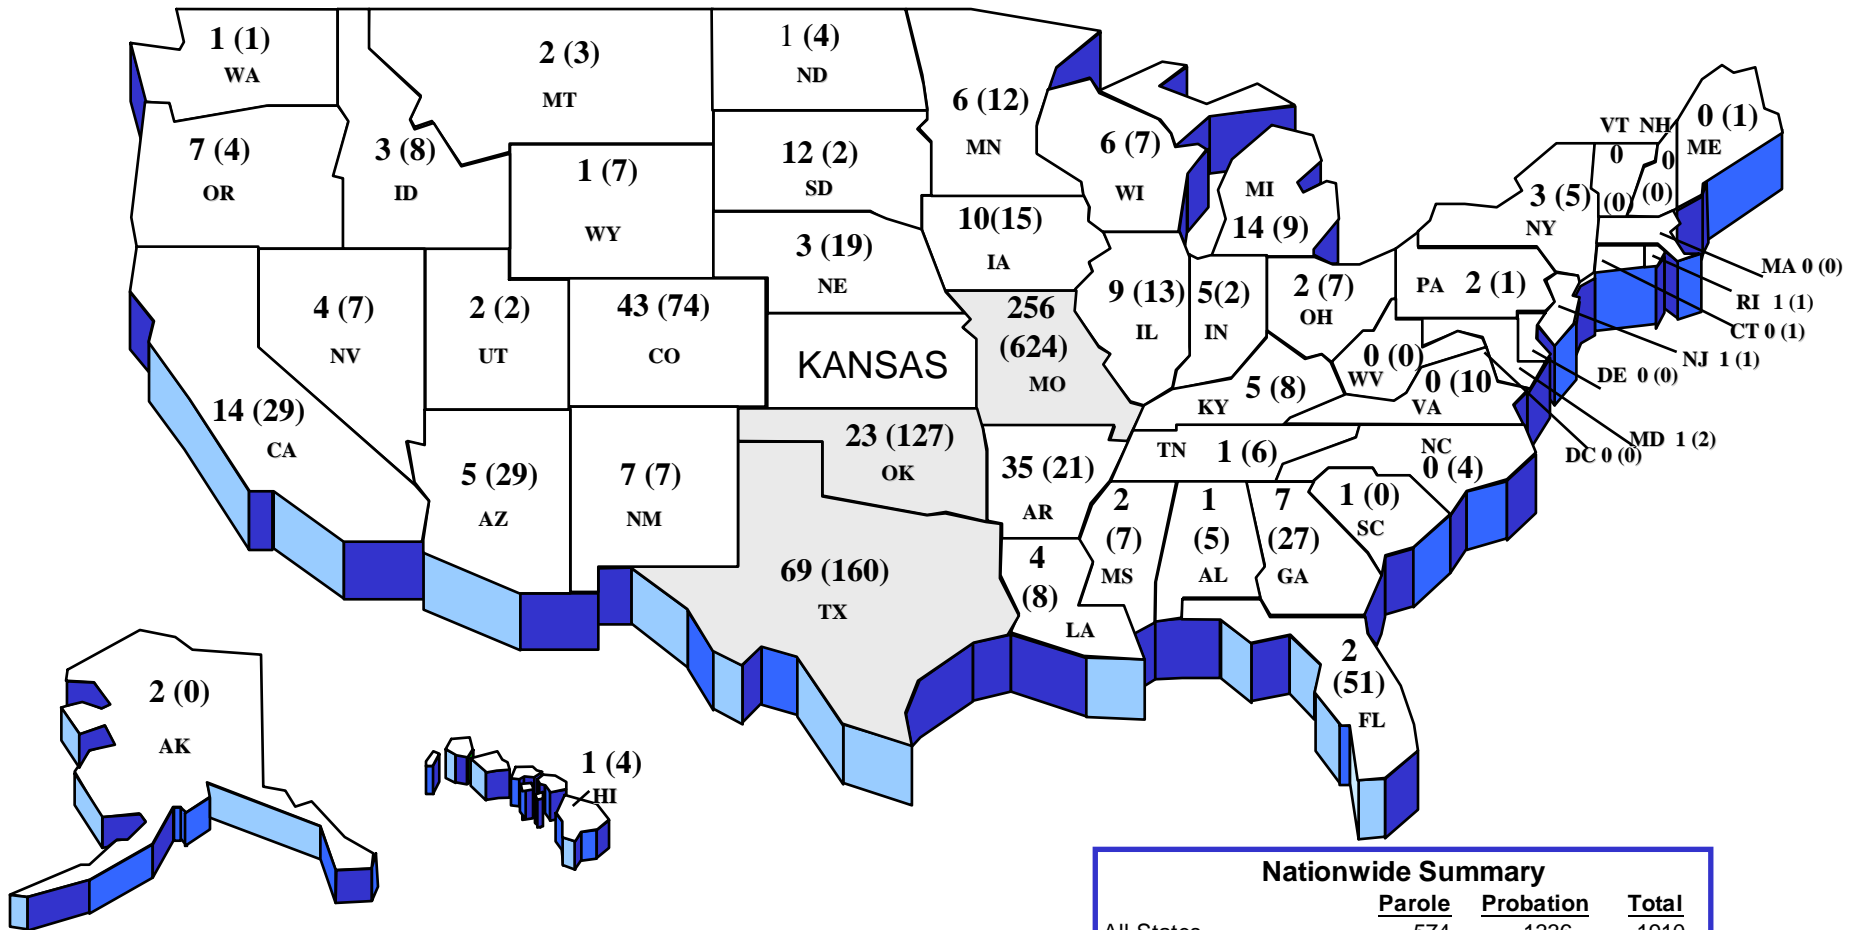 1 (1)
WA
2 (3)
MT
1 (4)
ND
6 (12)
MN
7 (4)
OR
3 (8)
ID
1 (7)
WY
12 (2)
SD
6 (7)
WI
MI
14 (9)
VT NH
0
(0)
0
(0)
0 (1)
ME
3 (5)
NY
10(15)
IA
3 (19)
NE
4 (7)
NV
2 (2)
UT
43 (74)
CO
KANSAS
256
(624)
MO
9 (13)
IL
5(2)
IN
2 (7)
OH
PA 2 (1)
MA 0 (0)
RI 1 (1)
CT 0 (1)
NJ 1 (1)
DE 0 (0)
MD 1 (2)
DC 0 (0)
0 (0)
WV
0 (10
VA
5 (8)
KY
14 (29)
CA
5 (29)
AZ
7 (7)
NM
23 (127)
OK
35 (21)
AR
TN 1 (6)
NC
0 (4)
1 (0)
SC
2
(7)
MS
1
(5)
AL
7
(27)
GA
69 (160)
TX
4
(8)
LA
2
(51)
FL
2 (0)
AK
1 (4)
HI
Nationwide Summary
Parole Probation Total
All States 574 1336 1910